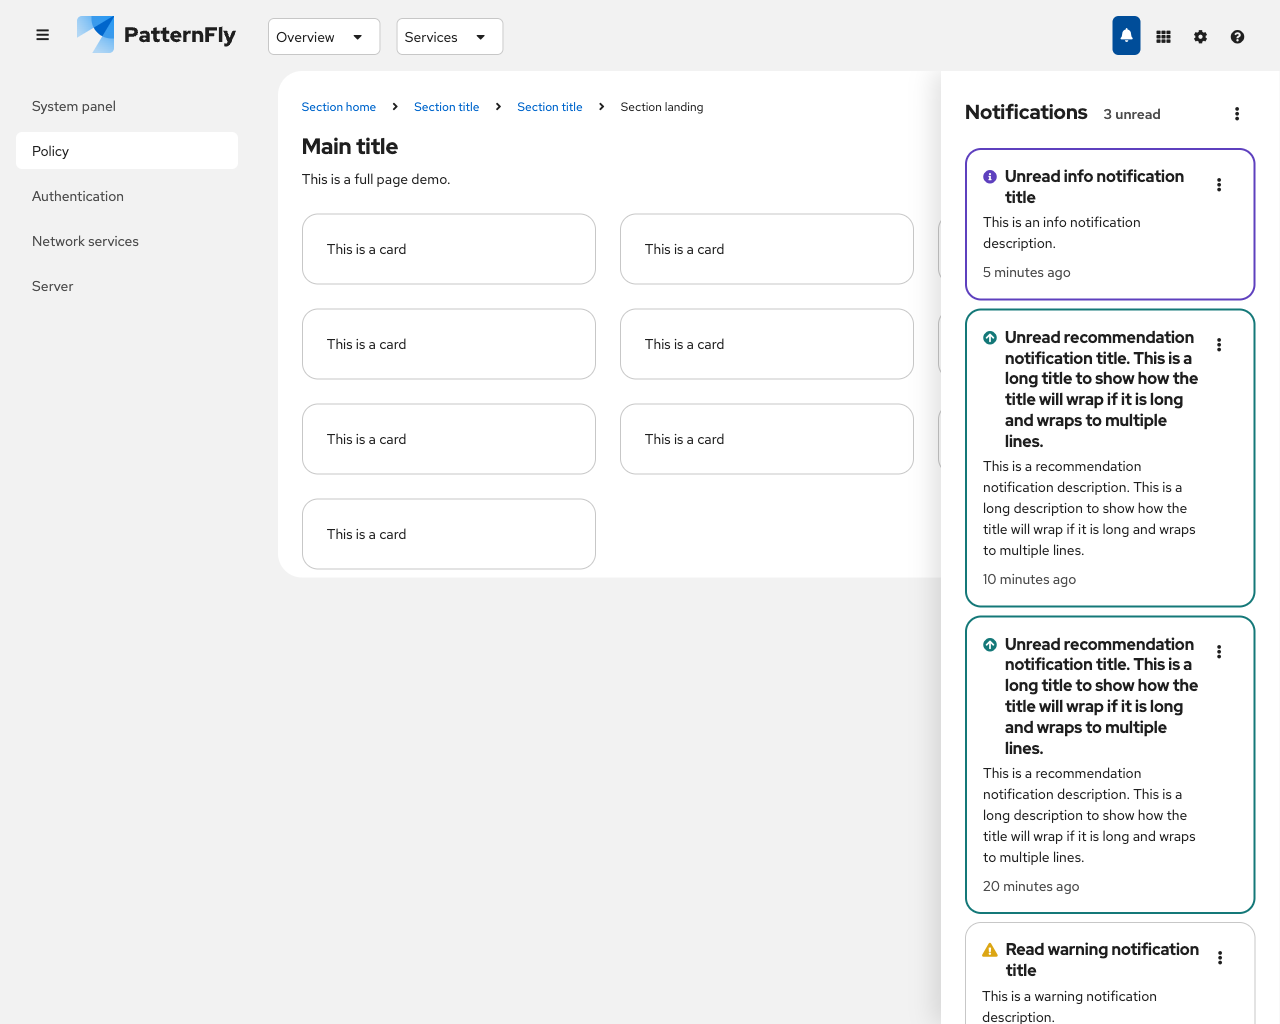 PatternFly
Overview
Services
System panel
Policy
Authentication
Network services
Server
Section home
Section title
Section title
Section landing
Main title
This is a full page demo.
This is a card
This is a card
This is a card
This is a card
This is a card
This is a card
This is a card
Notifications
3 unread
Unread info notification
title
This is an info notification
description.
5 minutes ago
Unread recommendation
notification title. This is a
long title to show how the
title will wrap if it is long
and wraps to multiple
lines.
This is a recommendation
notification description. This is a
long description to show how the
title will wrap if it is long and wraps
to multiple lines.
10 minutes ago
Unread recommendation
notification title. This is a
long title to show how the
title will wrap if it is long
and wraps to multiple
lines.
This is a recommendation
notification description. This is a
long description to show how the
title will wrap if it is long and wraps
to multiple lines.
20 minutes ago
Read warning notification
title
This is a warning notification
description.